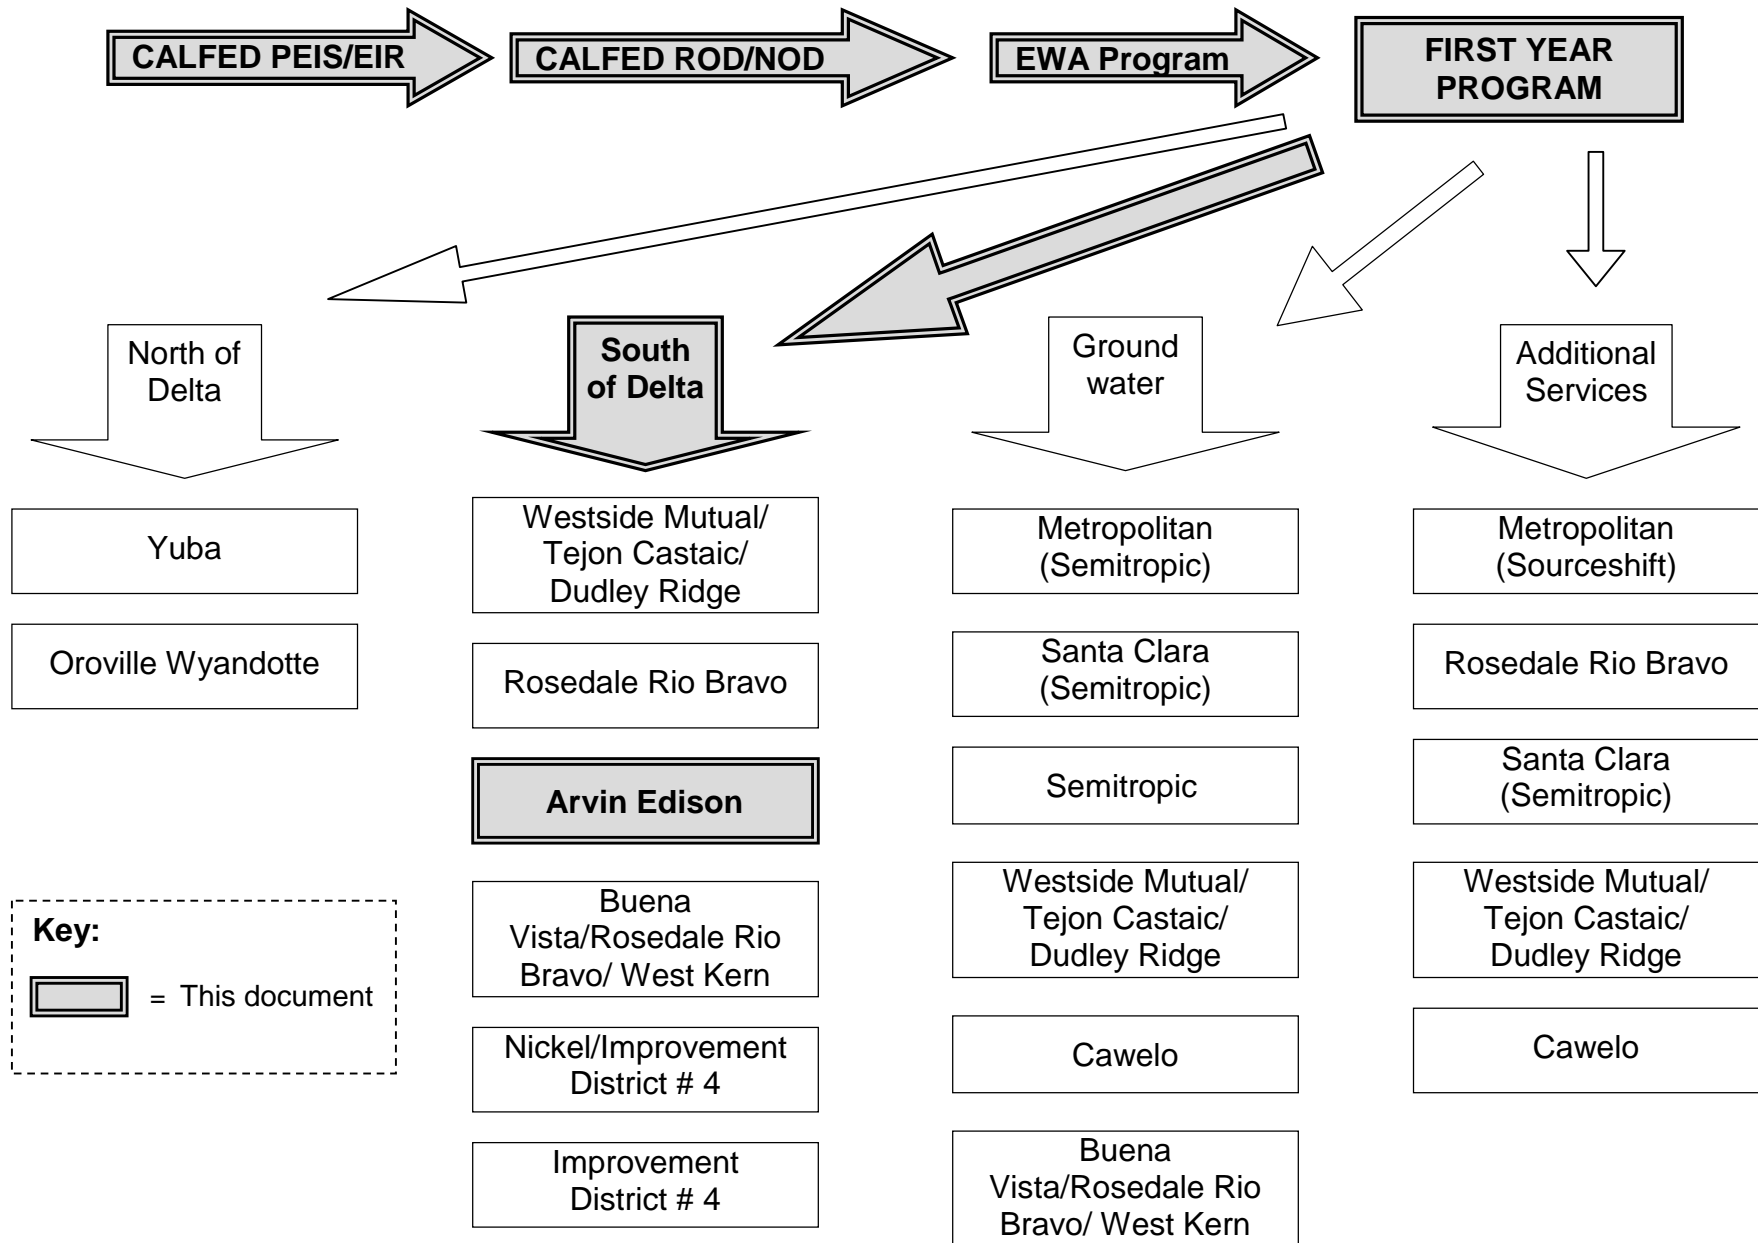 CALFED PEIS/EIR
CALFED ROD/NOD
EWA Program
FIRST YEAR
PROGRAM
North of
Delta
Yuba
Oroville Wyandotte
South
of Delta
Westside Mutual/
Tejon Castaic/
Dudley Ridge
Rosedale Rio Bravo
Arvin Edison
Buena
Vista/Rosedale Rio
Bravo/ West Kern
Nickel/Improvement
District # 4
Improvement
District # 4
Ground
water
Metropolitan
(Semitropic)
Santa Clara
(Semitropic)
Semitropic
Westside Mutual/
Tejon Castaic/
Dudley Ridge
Cawelo
Buena
Vista/Rosedale Rio
Bravo/ West Kern
Additional
Services
Metropolitan
(Sourceshift)
Rosedale Rio Bravo
Santa Clara
(Semitropic)
Westside Mutual/
Tejon Castaic/
Dudley Ridge
Cawelo
Key:
= This document